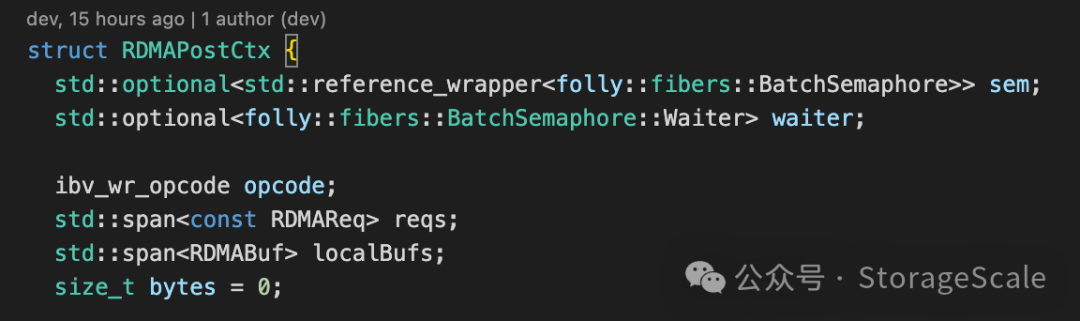 dev, 15 hours ago | 1 author (dev)
struct RDMAPostCtx {
  std::optional<std::reference_wrapper<folly::fibers::BatchSemaphore>> sem;
  std::optional<folly::fibers::BatchSemaphore::Waiter> waiter;
  ibv_wr_opcode opcode;
  std::span<const RDMAReq> reqs;
  std::span<RDMABuf> localBufs;
  size_t bytes = 0;
公众号 · StorageScale